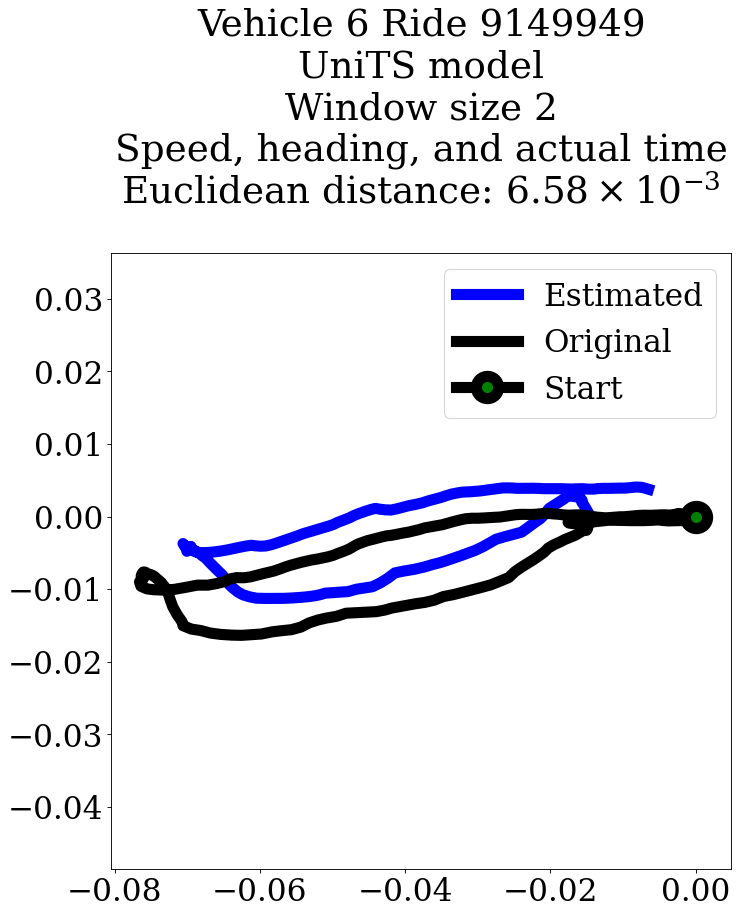 Vehicle 6 Ride 9149949
UniTS model
Window size 2
Speed, heading, and actual time
Euclidean distance: 6.58 × 10⁻³
Estimated
Original
Start
0.03
0.02
0.01
0.00
−0.01
−0.02
−0.03
−0.04
−0.08 −0.06 −0.04 −0.02 0.00